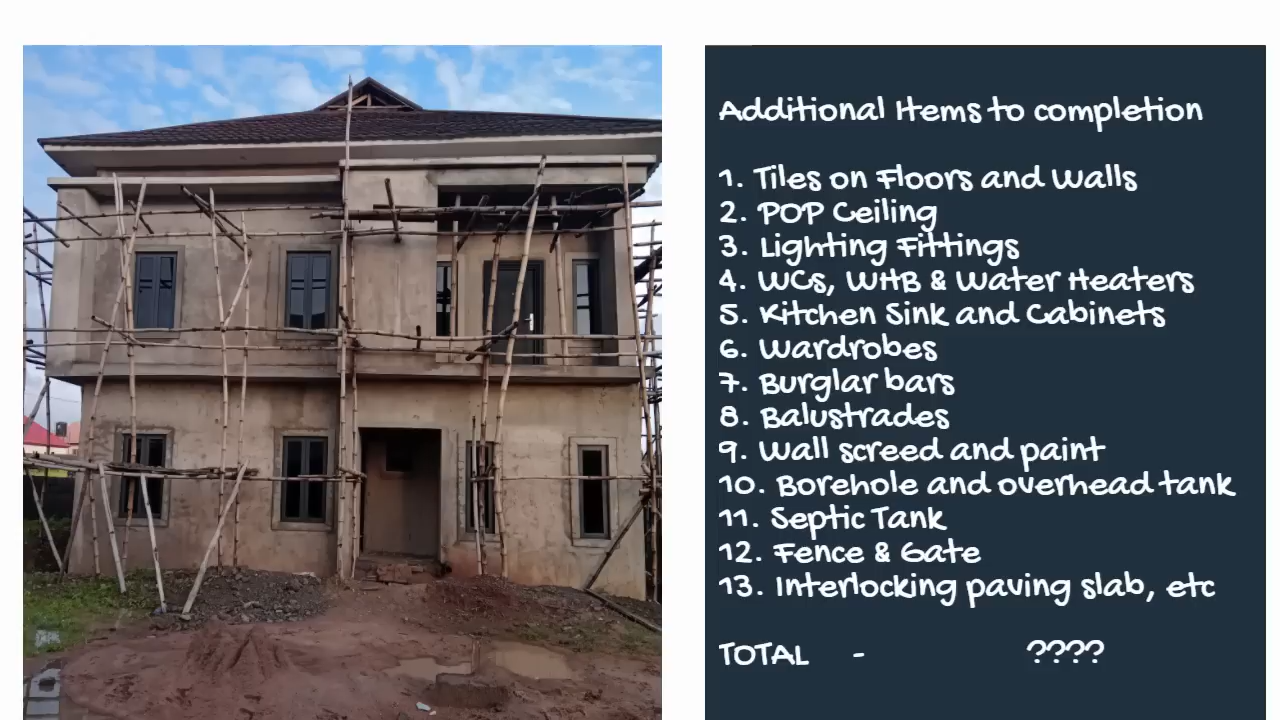 Additional Items to completion
1. Tiles on Floors and Walls
2. POP Ceiling
3. Lighting Fittings
4. WCs, WHB & Water Heaters
5. Kitchen Sink and Cabinets
6. Wardrobes
7. Burglar bars
8. Balustrades
9. Wall screed and paint
10. Borehole and overhead tank
11. Septic Tank
12. Fence & Gate
13. Interlocking paving slab, etc
TOTAL - ????